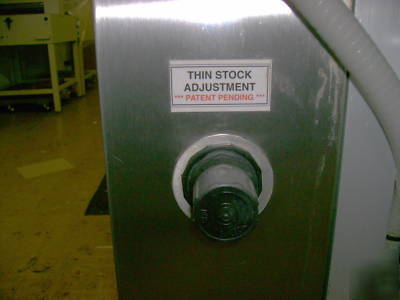 THIN STOCK
ADJUSTMENT
*** PATENT PENDING ***